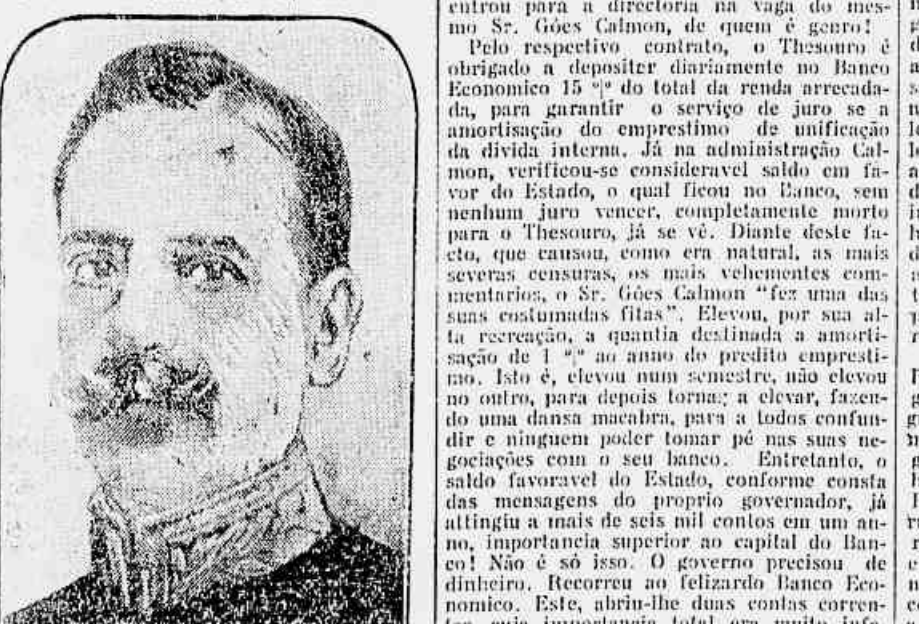 entrou para a directoria na vaga do mes-
mo Sr. Góes Calmon, de quem é genro!
Pelo respectivo contrato, o Thesouro é
obrigado a depositar diariamente no Banco
Economico 15 °|° do total da renda arrecada-
da, para garantir o serviço de juro se a
amortisação do emprestimo de unificação
da divida interna. Já na administração Cal-
mon, verificou-se consideravel saldo em fa-
vor do Estado, o qual ficou no Banco, sem
nenhum juro vencer, completamente morto
para o Thesouro, já se vê. Diante deste fa-
cto, que causou, como era natural, as mais
severas censuras, os mais vehementes com-
mentarios, o Sr. Góes Calmon "fez uma das
suas costumadas fitas". Elevou, por sua al-
ta recreação, a quantia destinada a amorti-
sação de 1 °|° ao anno do predito empresti-
mo. Isto é, elevou num semestre, não elevou
no outro, para depois torna; a elevar, fazen-
do uma dansa macabra, para a todos confun-
dir e ninguem poder tomar pé nas suas ne-
gociações com o seu banco. Entretanto, o
saldo favoravel do Estado, conforme consta
das mensagens do proprio governador, já
attingiu a mais de seis mil contos em um an-
no, importancia superior ao capital do Ban-
co! Não é só isso. O governo precisou de
dinheiro. Recorreu ao felizardo Banco Eco-
nomico. Este, abriu-lhe duas contas corren-